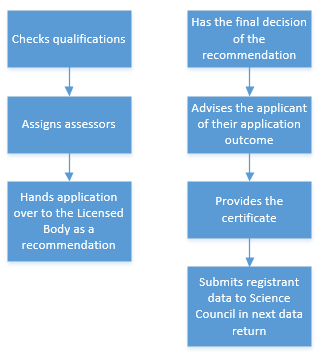 Checks qualifications
Assigns assessors
Hands application
over to the Licensed
Body as a
recommendation
Has the final decision
of the
recommendation
Advises the applicant
of their application
outcome
Provides the
certificate
Submits registrant
data to Science
Council in next data
return